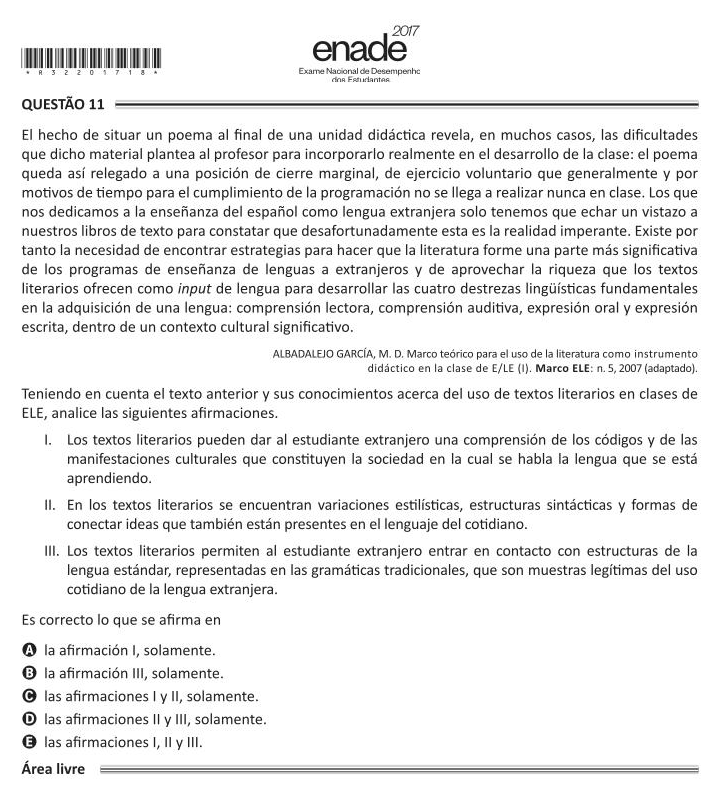 2017
enade
Exame Nacional de Desempenho
dos Estudantes
*R3220171 8*
QUESTÃO 11
El hecho de situar un poema al final de una unidad didáctica revela, en muchos casos, las dificultades
que dicho material plantea al profesor para incorporarlo realmente en el desarrollo de la clase: el poema
queda así relegado a una posición de cierre marginal, de ejercicio voluntario que generalmente y por
motivos de tiempo para el cumplimiento de la programación no se llega a realizar nunca en clase. Los que
nos dedicamos a la enseñanza del español como lengua extranjera solo tenemos que echar un vistazo a
nuestros libros de texto para constatar que desafortunadamente esta es la realidad imperante. Existe por
tanto la necesidad de encontrar estrategias para hacer que la literatura forme una parte más significativa
de los programas de enseñanza de lenguas a extranjeros y de aprovechar la riqueza que los textos
literarios ofrecen como input de lengua para desarrollar las cuatro destrezas lingüísticas fundamentales
en la adquisición de una lengua: comprensión lectora, comprensión auditiva, expresión oral y expresión
escrita, dentro de un contexto cultural significativo.
ALBADALEJO GARCÍA, M. D. Marco teórico para el uso de la literatura como instrumento
didáctico en la clase de E/LE (I). Marco ELE: n. 5, 2007 (adaptado).
Teniendo en cuenta el texto anterior y sus conocimientos acerca del uso de textos literarios en clases de
ELE, analice las siguientes afirmaciones.
I. Los textos literarios pueden dar al estudiante extranjero una comprensión de los códigos y de las
manifestaciones culturales que constituyen la sociedad en la cual se habla la lengua que se está
aprendiendo.
II. En los textos literarios se encuentran variaciones estilísticas, estructuras sintácticas y formas de
conectar ideas que también están presentes en el lenguaje del cotidiano.
III. Los textos literarios permiten al estudiante extranjero entrar en contacto con estructuras de la
lengua estándar, representadas en las gramáticas tradicionales, que son muestras legítimas del uso
cotidiano de la lengua extranjera.
Es correcto lo que se afirma en
A la afirmación I, solamente.
B la afirmación III, solamente.
C las afirmaciones I y II, solamente.
D las afirmaciones II y III, solamente.
E las afirmaciones I, II y III.
Área livre